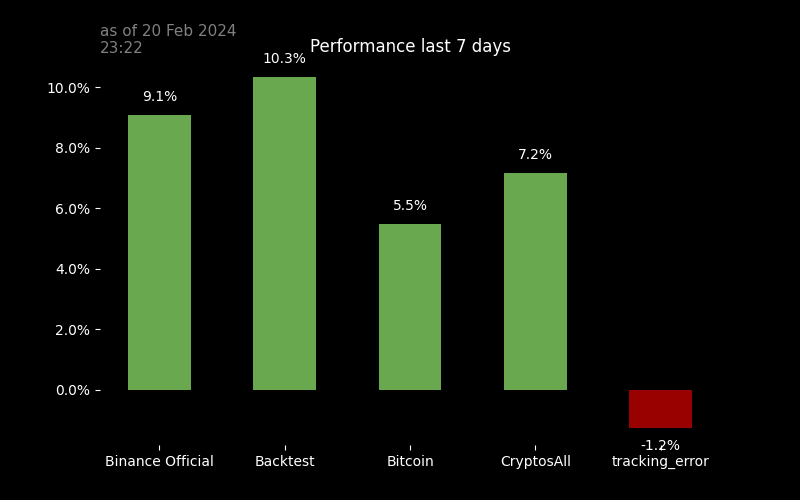 as of 20 Feb 2024
23:22
Performance last 7 days
10.3%
10.0%
9.1%
8.0%
7.2%
6.0%
5.5%
4.0%
2.0%
0.0%
-1.2%
Binance Official
Backtest
Bitcoin
CryptosAll
tracking_error